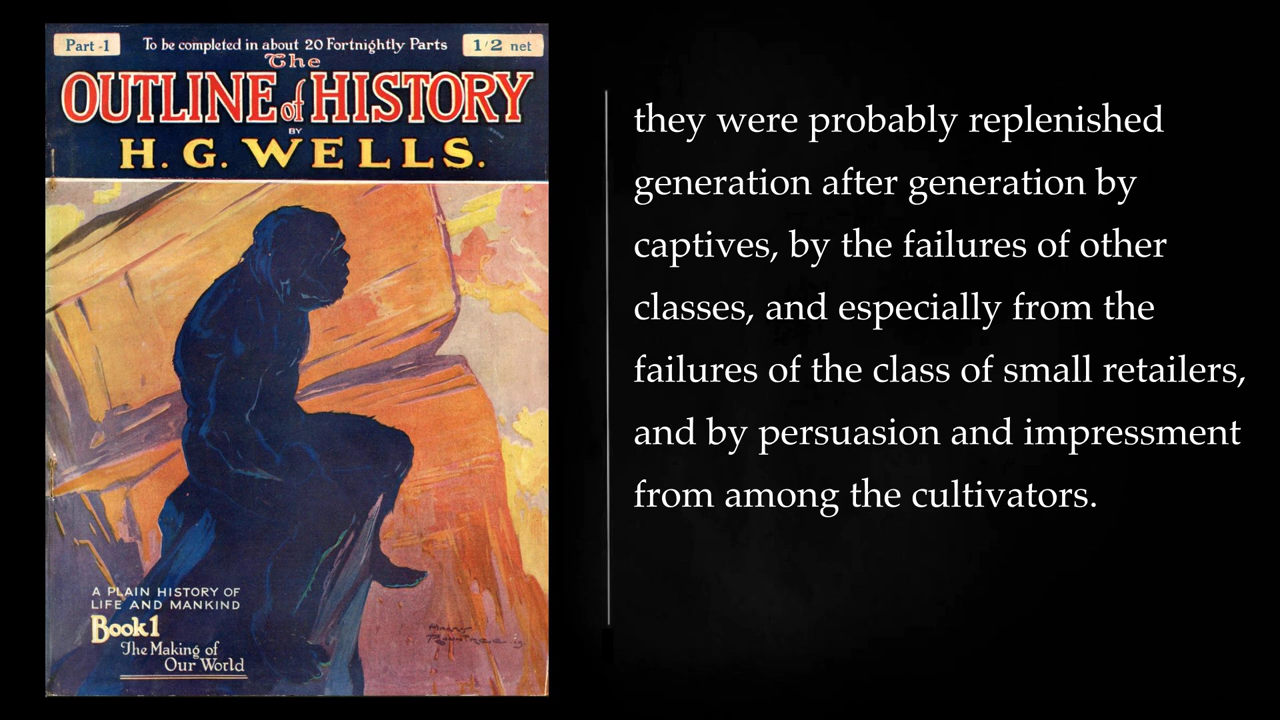 Part -1
To be completed in about 20 Fortnightly Parts
1/2 net
The
OUTLINE of HISTORY
BY
H. G. WELLS.
A PLAIN HISTORY OF
LIFE AND MANKIND
Book 1
The Making of
Our World
they were probably replenished
generation after generation by
captives, by the failures of other
classes, and especially from the
failures of the class of small retailers,
and by persuasion and impressment
from among the cultivators.